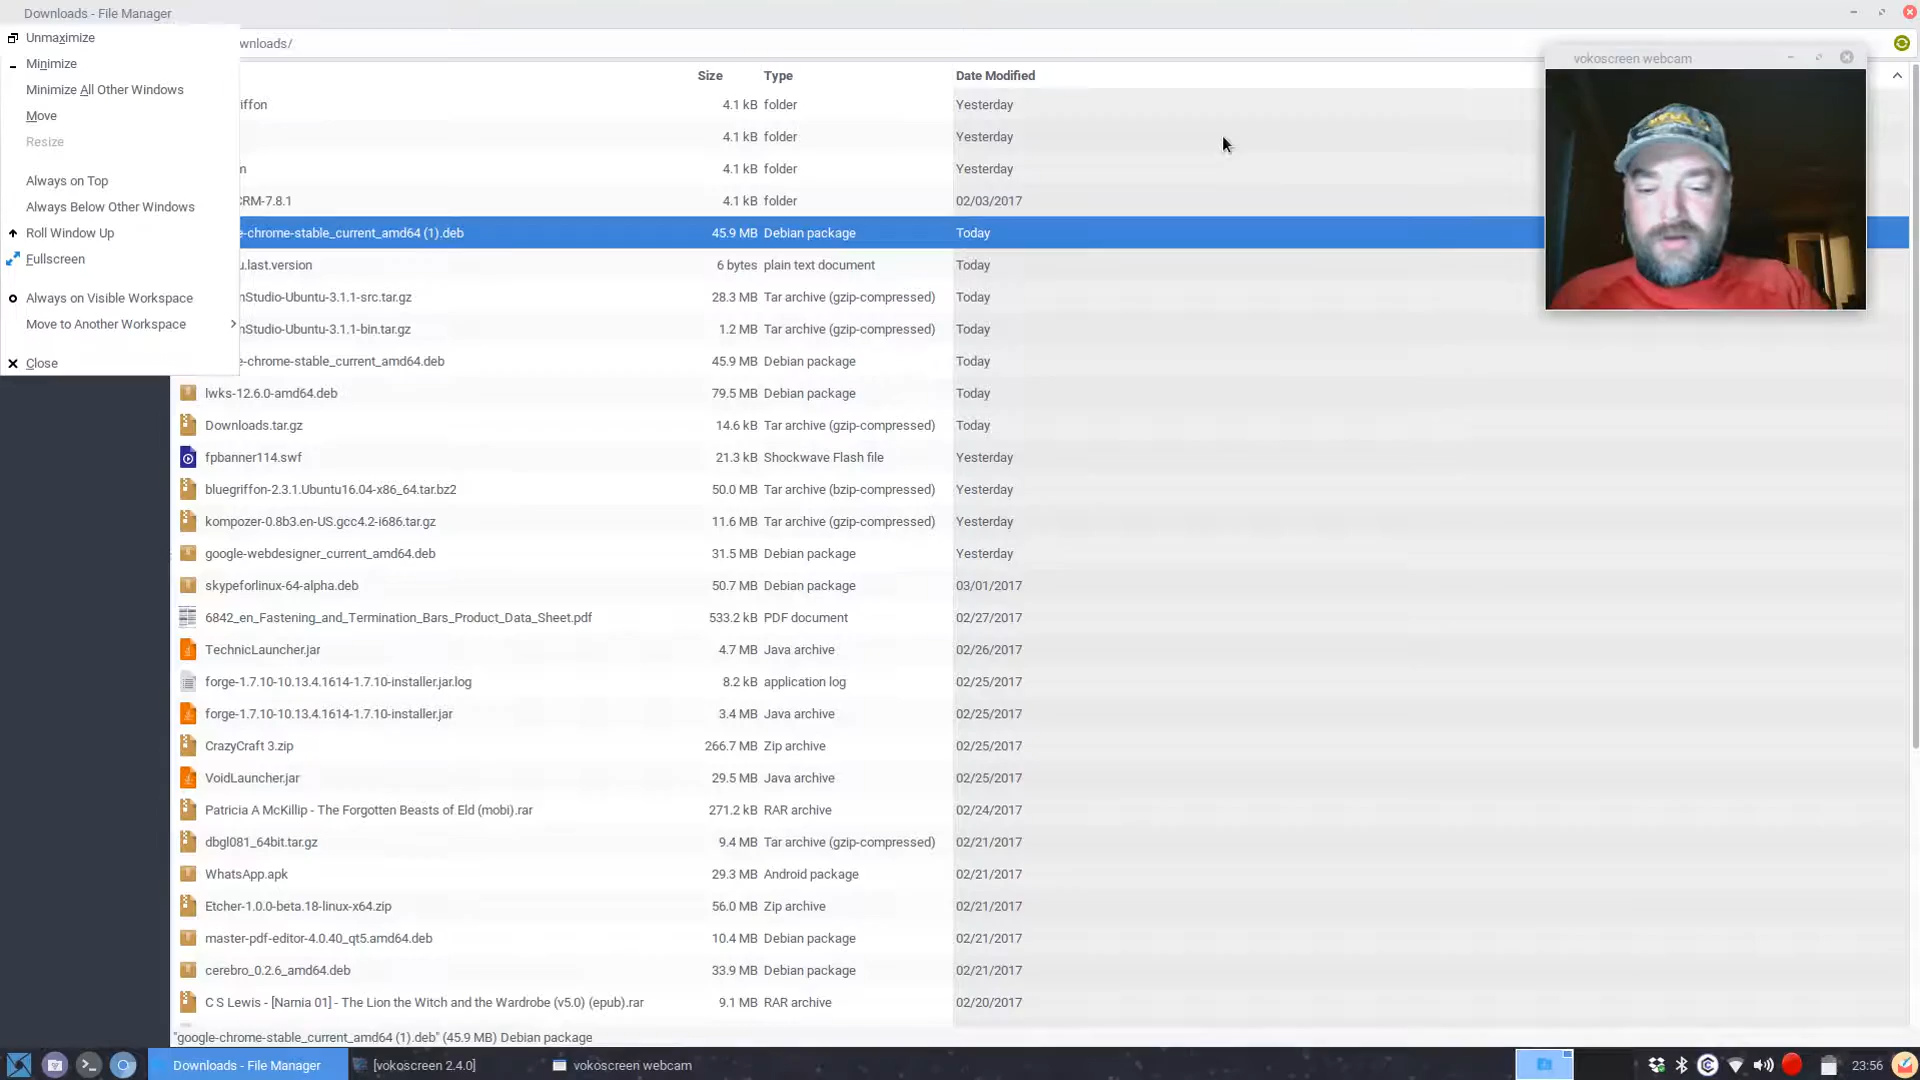 Downloads - File Manager
Unmaximize
Minimize
Minimize All Other Windows
Move
Resize
Always on Top
Always Below Other Windows
Roll Window Up
Fullscreen
Always on Visible Workspace
Move to Another Workspace
Close
wnloads/
Size Type Date Modified
iffon 4.1 kB folder Yesterday
4.1 kB folder Yesterday
m 4.1 kB folder Yesterday
CRM-7.8.1 4.1 kB folder 02/03/2017
e-chrome-stable_current_amd64 (1).deb 45.9 MB Debian package Today
u.last.version 6 bytes plain text document Today
nStudio-Ubuntu-3.1.1-src.tar.gz 28.3 MB Tar archive (gzip-compressed) Today
nStudio-Ubuntu-3.1.1-bin.tar.gz 1.2 MB Tar archive (gzip-compressed) Today
e-chrome-stable_current_amd64.deb 45.9 MB Debian package Today
lwks-12.6.0-amd64.deb 79.5 MB Debian package Today
Downloads.tar.gz 14.6 kB Tar archive (gzip-compressed) Today
fpbanner114.swf 21.3 kB Shockwave Flash file Yesterday
bluegriffon-2.3.1.Ubuntu16.04-x86_64.tar.bz2 50.0 MB Tar archive (bzip-compressed) Yesterday
kompozer-0.8b3.en-US.gcc4.2-i686.tar.gz 11.6 MB Tar archive (gzip-compressed) Yesterday
google-webdesigner_current_amd64.deb 31.5 MB Debian package Yesterday
skypeforlinux-64-alpha.deb 50.7 MB Debian package 03/01/2017
6842_en_Fastening_and_Termination_Bars_Product_Data_Sheet.pdf 533.2 kB PDF document 02/27/2017
TechnicLauncher.jar 4.7 MB Java archive 02/26/2017
forge-1.7.10-10.13.4.1614-1.7.10-installer.jar.log 8.2 kB application log 02/25/2017
forge-1.7.10-10.13.4.1614-1.7.10-installer.jar 3.4 MB Java archive 02/25/2017
CrazyCraft 3.zip 266.7 MB Zip archive 02/25/2017
VoidLauncher.jar 29.5 MB Java archive 02/25/2017
Patricia A McKillip - The Forgotten Beasts of Eld (mobi).rar 271.2 kB RAR archive 02/24/2017
dbgl081_64bit.tar.gz 9.4 MB Tar archive (gzip-compressed) 02/21/2017
WhatsApp.apk 29.3 MB Android package 02/21/2017
Etcher-1.0.0-beta.18-linux-x64.zip 56.0 MB Zip archive 02/21/2017
master-pdf-editor-4.0.40_qt5.amd64.deb 10.4 MB Debian package 02/21/2017
cerebro_0.2.6_amd64.deb 33.9 MB Debian package 02/21/2017
C S Lewis - [Narnia 01] - The Lion the Witch and the Wardrobe (v5.0) (epub).rar 9.1 MB RAR archive 02/20/2017
"google-chrome-stable_current_amd64 (1).deb" (45.9 MB) Debian package
vokoscreen webcam
Downloads - File Manager
[vokoscreen 2.4.0]
vokoscreen webcam
23:56